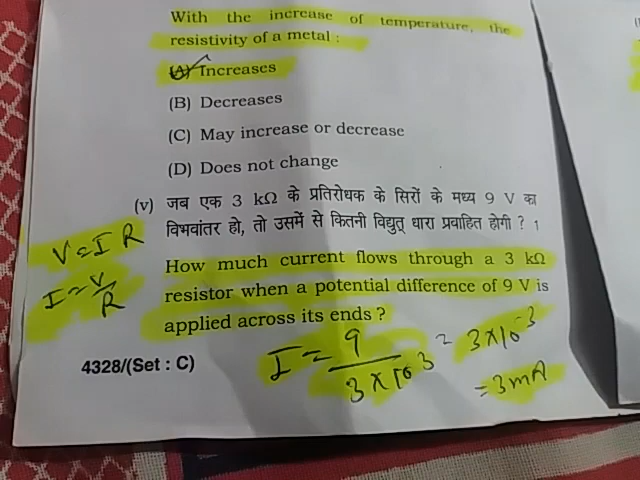 With the increase of temperature, the
resistivity of a metal :
(A) Increases
(B) Decreases
(C) May increase or decrease
(D) Does not change
(v) जब एक 3 kΩ के प्रतिरोधक के सिरों के मध्य 9 V का
विभवांतर हो, तो उसमें से कितनी विद्युत् धारा प्रवाहित होगी ? 1
V = I R
I = V/R
How much current flows through a 3 kΩ
resistor when a potential difference of 9 V is
applied across its ends ?
I = 9/3×10^3 = 3×10^-3
= 3mA
4328/(Set : C)